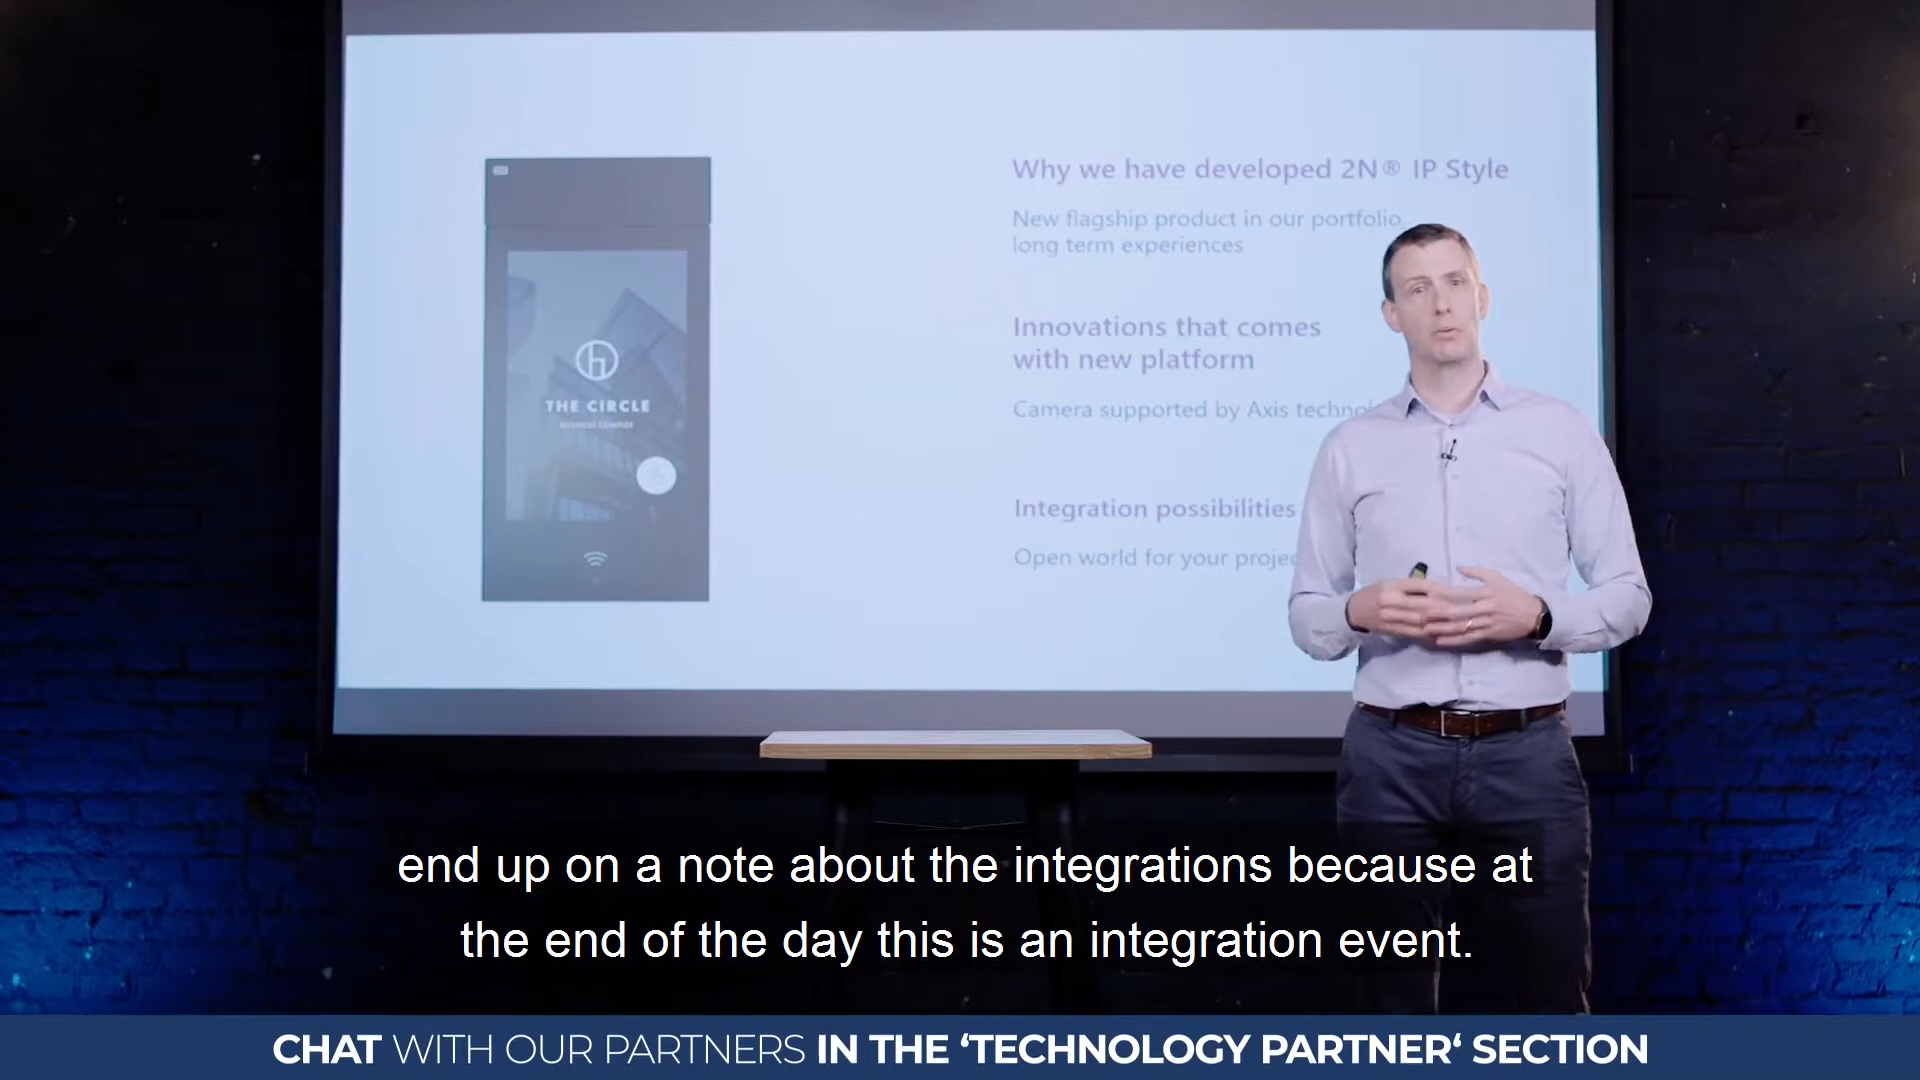 Why we have developed 2N® IP Style
New flagship product in our portfolio
long term experiences
Innovations that comes
with new platform
Camera supported by Axis
Integration possibilities
Open world for your
THE CIRCLE
BUSINESS COMPLEX
end up on a note about the integrations because at
the end of the day this is an integration event.
CHAT WITH OUR PARTNERS IN THE ‘TECHNOLOGY PARTNER‘ SECTION